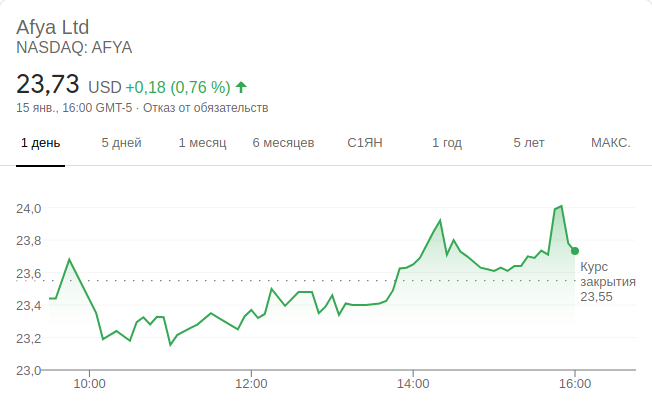 Afya Ltd
NASDAQ: AFYA
23,73 USD +0,18 (0,76 %)
15 янв., 16:00 GMT-5 · Отказ от обязательств
1 день 5 дней 1 месяц 6 месяцев С1ЯН 1 год 5 лет МАКС.
24,0
23,8
23,6
23,4
23,2
23,0
Курс
закрытия
23,55
10:00 12:00 14:00 16:00